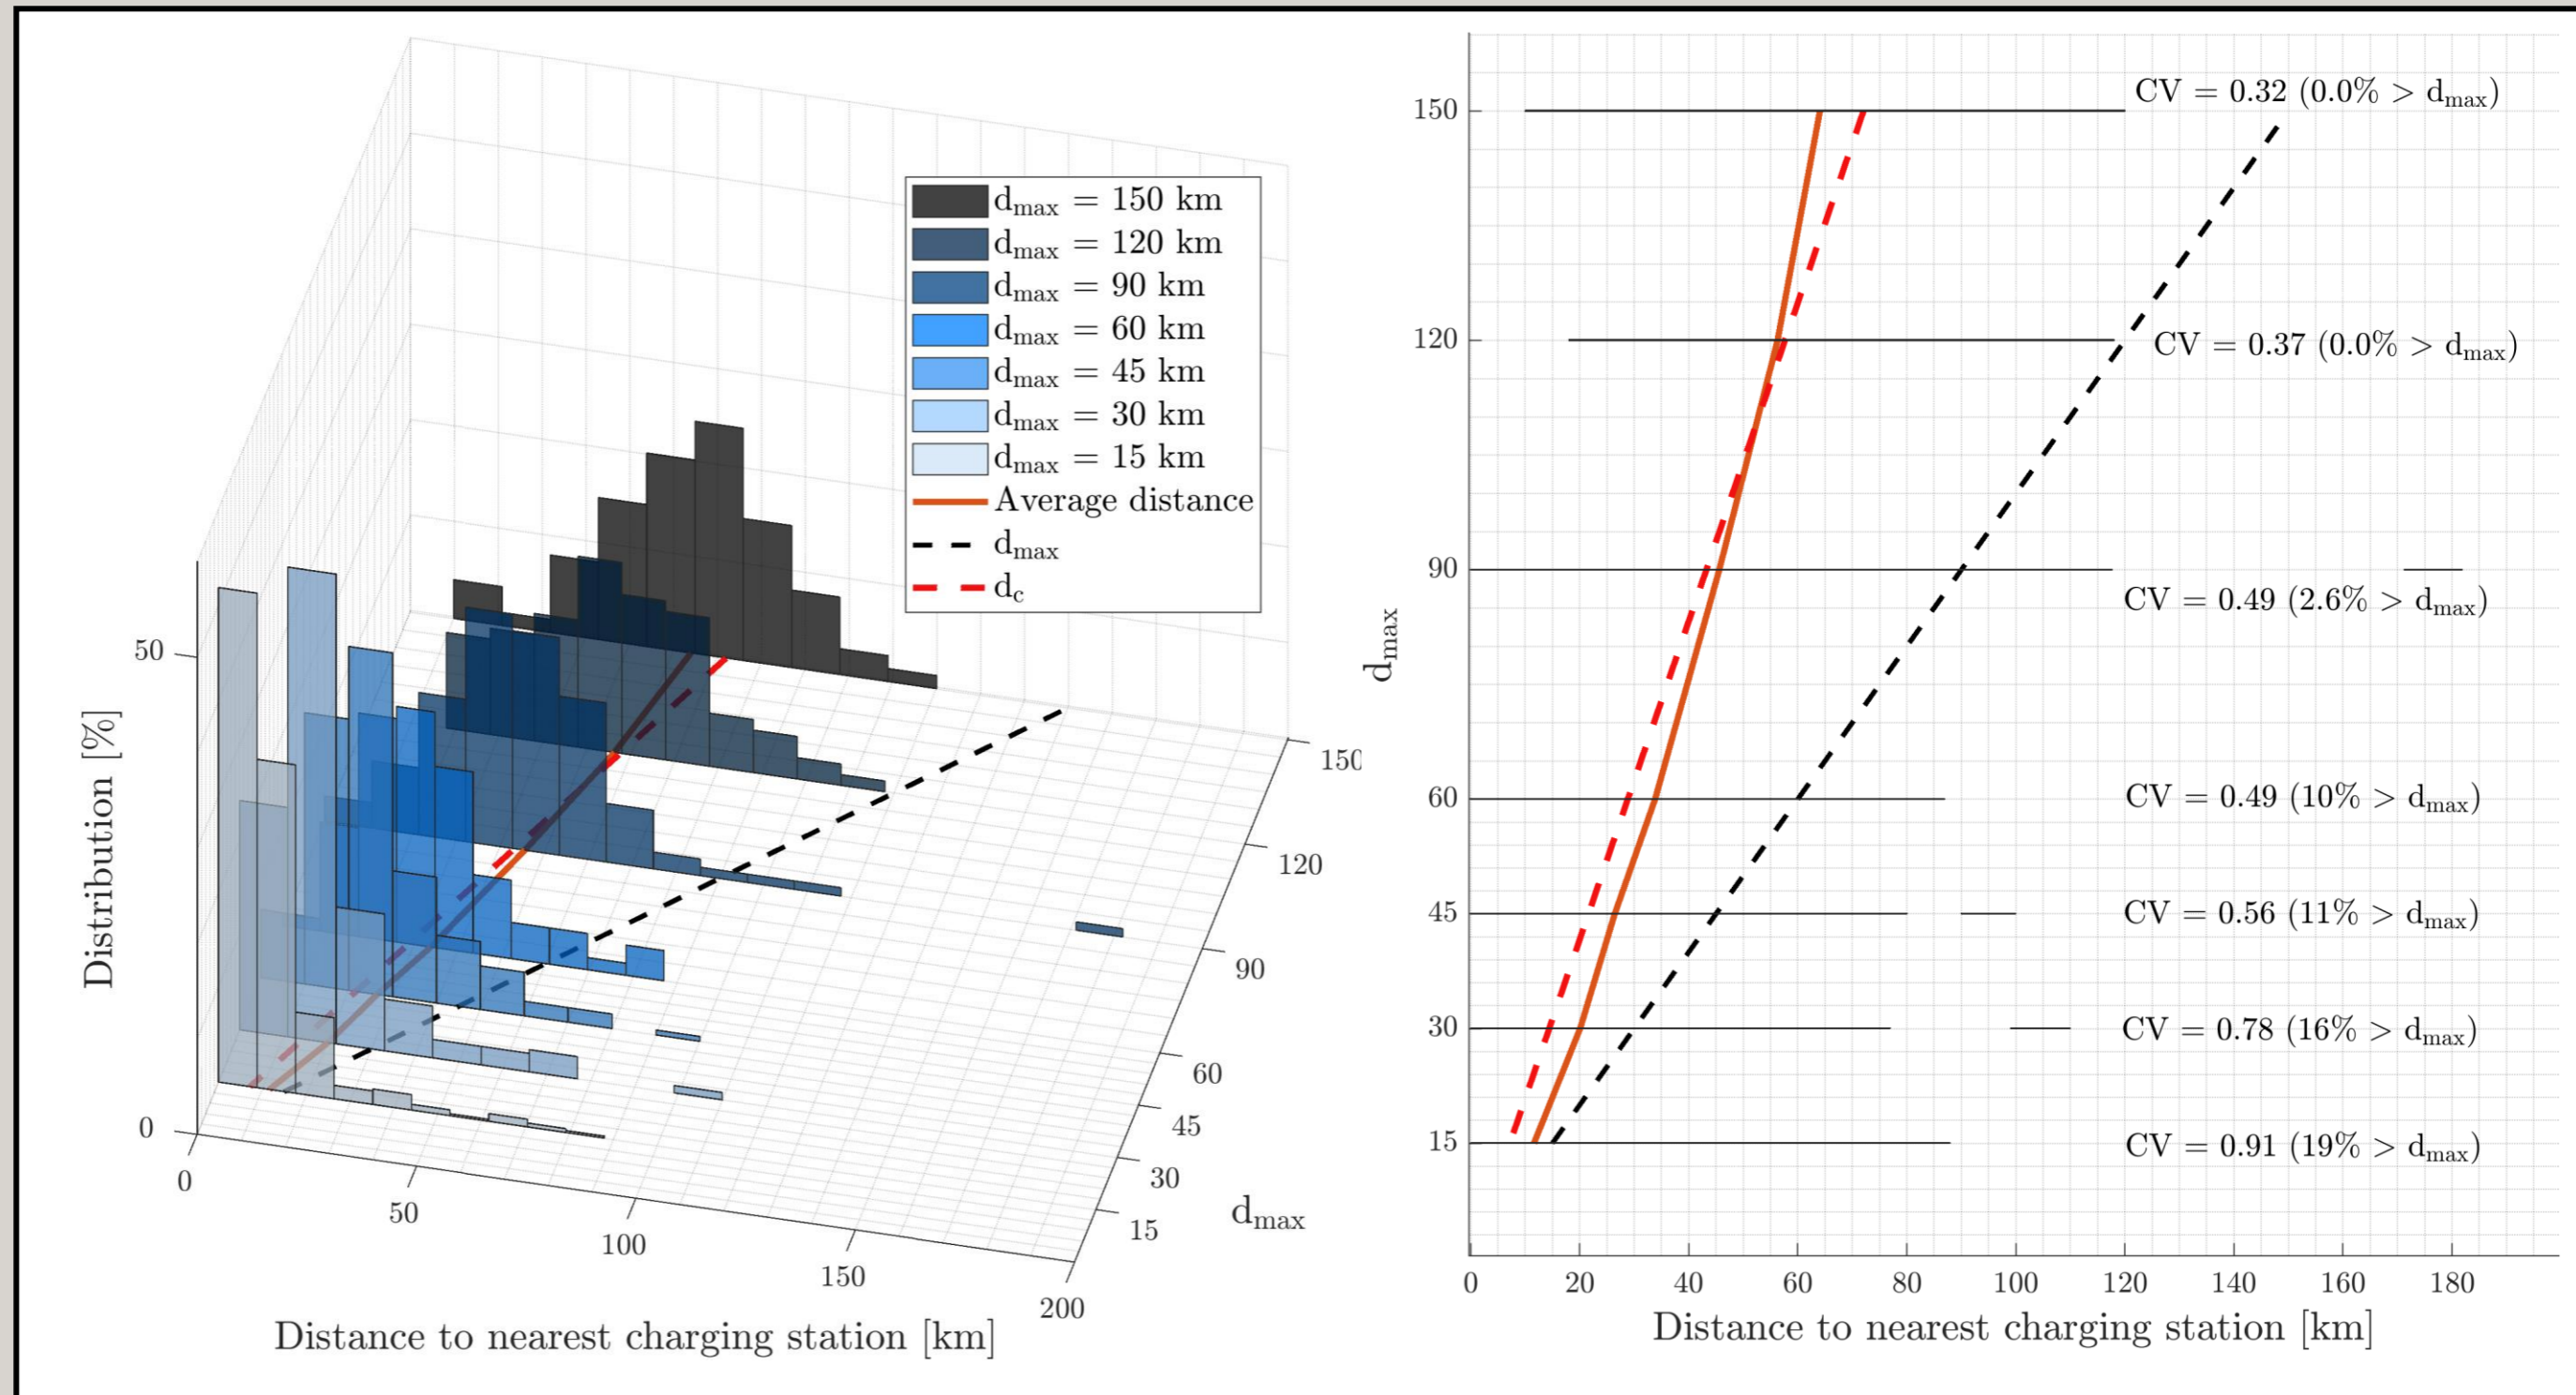 d_max = 150 km
d_max = 120 km
d_max = 90 km
d_max = 60 km
d_max = 45 km
d_max = 30 km
d_max = 15 km
Average distance
d_max
d_c
50
0
Distribution [%]
0
50
100
150
200
Distance to nearest charging station [km]
150
120
90
60
45
30
15
d_max
150
120
90
60
45
30
15
d_max
CV = 0.32 (0.0% > d_max)
CV = 0.37 (0.0% > d_max)
CV = 0.49 (2.6% > d_max)
CV = 0.49 (10% > d_max)
CV = 0.56 (11% > d_max)
CV = 0.78 (16% > d_max)
CV = 0.91 (19% > d_max)
0 20 40 60 80 100 120 140 160 180
Distance to nearest charging station [km]